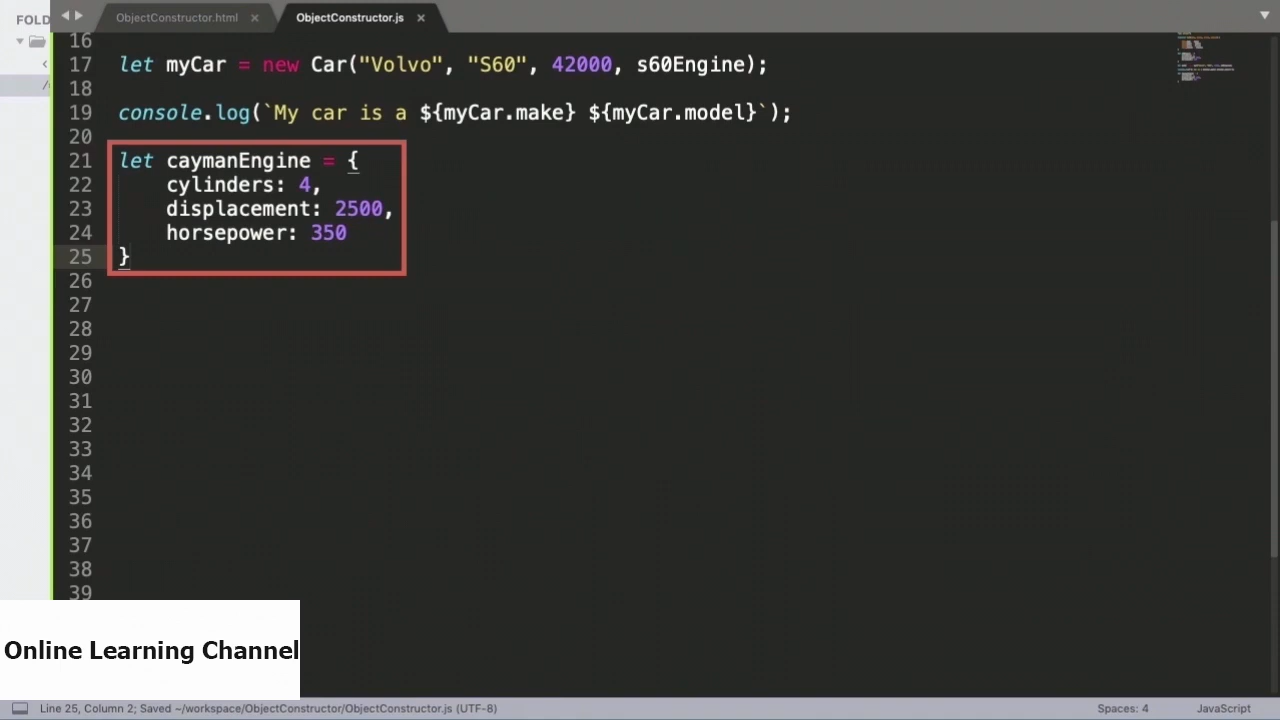 FOLD
ObjectConstructor.html ×
ObjectConstructor.js ×
16
17 let myCar = new Car("Volvo", "S60", 42000, s60Engine);
18
19 console.log(`My car is a ${myCar.make} ${myCar.model}`);
20
21 let caymanEngine = {
22 cylinders: 4,
23 displacement: 2500,
24 horsepower: 350
25 }
26
27
28
29
30
31
32
33
34
35
36
37
38
39
Online Learning Channel
Line 25, Column 2; Saved ~/workspace/ObjectConstructor/ObjectConstructor.js (UTF-8)
Spaces: 4
JavaScript